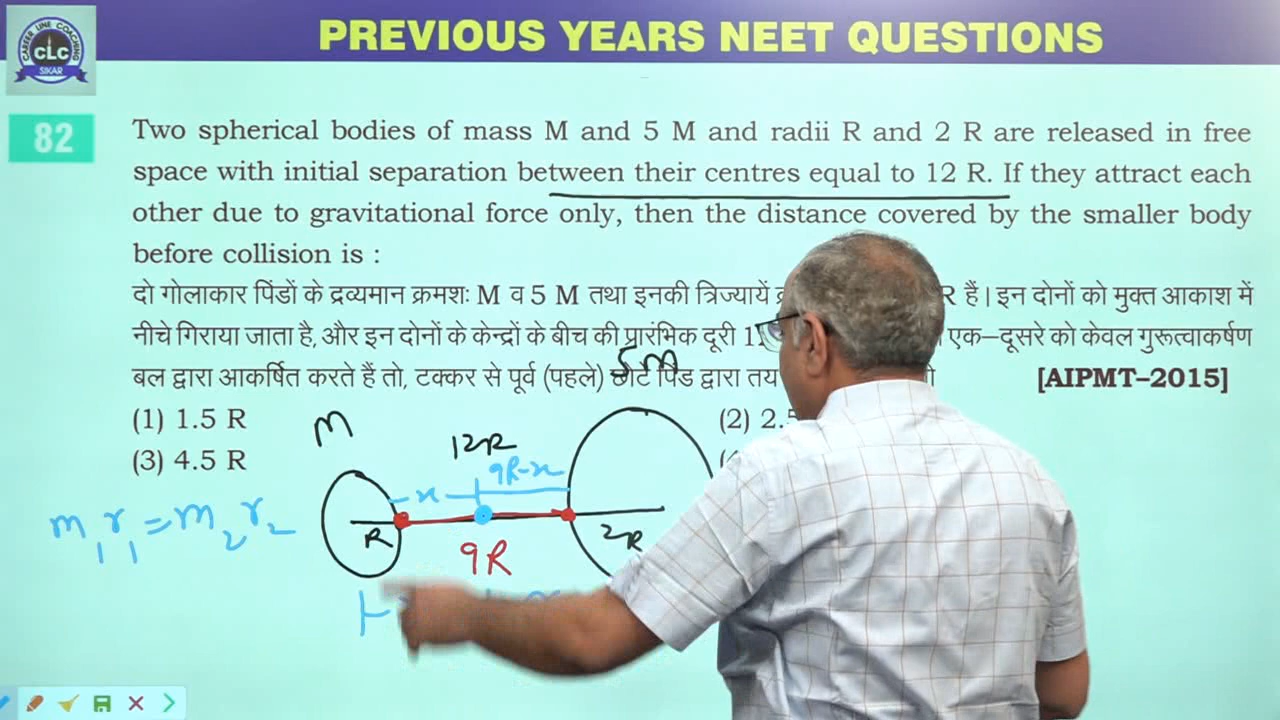 PREVIOUS YEARS NEET QUESTIONS
CAREER LINE COACHING
CLC
SIKAR
82
Two spherical bodies of mass M and 5 M and radii R and 2 R are released in free
space with initial separation between their centres equal to 12 R. If they attract each
other due to gravitational force only, then the distance covered by the smaller body
before collision is :
दो गोलाकार पिंडों के द्रव्यमान क्रमशः M व 5 M तथा इनकी त्रिज्यायें R हैं। इन दोनों को मुक्त आकाश में
नीचे गिराया जाता है, और इन दोनों के केन्द्रों के बीच की प्रारंभिक दूरी एक–दूसरे को केवल गुरूत्वाकर्षण
बल द्वारा आकर्षित करते हैं तो, टक्कर से पूर्व (पहले) छोटे पिंड द्वारा तय
[AIPMT–2015]
5M
(1) 1.5 R
(2) 2.5
(3) 4.5 R
M
12R
x
9R-x
m₁r₁=m₂r₂
R
9R
2R